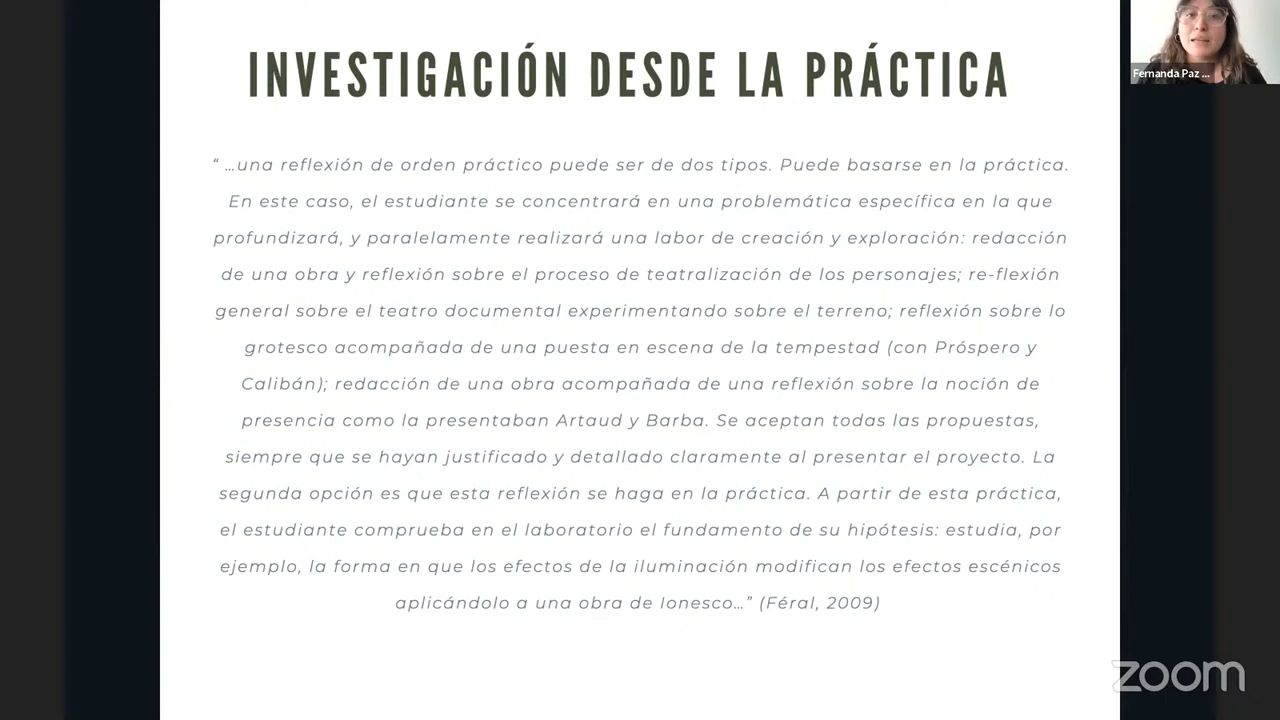 INVESTIGACIÓN DESDE LA PRÁCTICA
Fernanda Paz ...
“ …una reflexión de orden práctico puede ser de dos tipos. Puede basarse en la práctica.
En este caso, el estudiante se concentrará en una problemática específica en la que
profundizará, y paralelamente realizará una labor de creación y exploración: redacción
de una obra y reflexión sobre el proceso de teatralización de los personajes; re-flexión
general sobre el teatro documental experimentando sobre el terreno; reflexión sobre lo
grotesco acompañada de una puesta en escena de la tempestad (con Próspero y
Calibán); redacción de una obra acompañada de una reflexión sobre la noción de
presencia como la presentaban Artaud y Barba. Se aceptan todas las propuestas,
siempre que se hayan justificado y detallado claramente al presentar el proyecto. La
segunda opción es que esta reflexión se haga en la práctica. A partir de esta práctica,
el estudiante comprueba en el laboratorio el fundamento de su hipótesis: estudia, por
ejemplo, la forma en que los efectos de la iluminación modifican los efectos escénicos
aplicándolo a una obra de Ionesco…” (Féral, 2009)
zoom